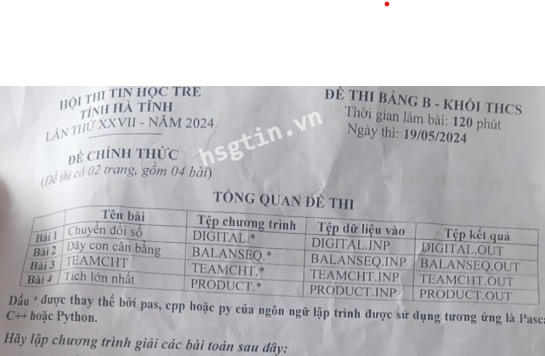 HỘI THI TIN HỌC TRẺ
TỈNH HÀ TĨNH
LẦN THỨ XXVII - NĂM 2024
ĐỀ CHÍNH THỨC
(Đề thi có 02 trang, gồm 04 bài)
ĐỀ THI BẢNG B - KHỐI THCS
Thời gian làm bài: 120 phút
Ngày thi: 19/05/2024
hsgtin.vn
TỔNG QUAN ĐỀ THI
Tên bài Tệp chương trình Tệp dữ liệu vào Tệp kết quả
Bài 1 Chuyển đổi số DIGITAL.* DIGITAL.INP DIGITAL.OUT
Bài 2 Dãy con cân bằng BALANSEQ.* BALANSEQ.INP BALANSEQ.OUT
Bài 3 TEAMCHT TEAMCHT.* TEAMCHT.INP TEAMCHT.OUT
Bài 4 Tích lớn nhất PRODUCT.* PRODUCT.INP PRODUCT.OUT
Dấu * được thay thế bởi pas, cpp hoặc py của ngôn ngữ lập trình được sử dụng tương ứng là
C++ hoặc Python.
Hãy lập chương trình giải các bài toán sau đây: